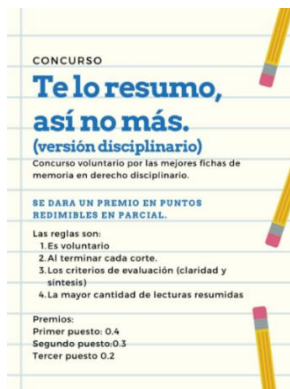 CONCURSO
Te lo resumo,
así no más.
(versión disciplinario)
Concurso voluntario por las mejores fichas de
memoria en derecho disciplinario.
SE DARA UN PREMIO EN PUNTOS
REDIMIBLES EN PARCIAL.
Las reglas son:
1. Es voluntario
2. Al terminar cada corte.
3. Los criterios de evaluación (claridad y
síntesis)
4. La mayor cantidad de lecturas resumidas
Premios:
Primer puesto: 0.4
Segundo puesto:0.3
Tercer puesto 0.2